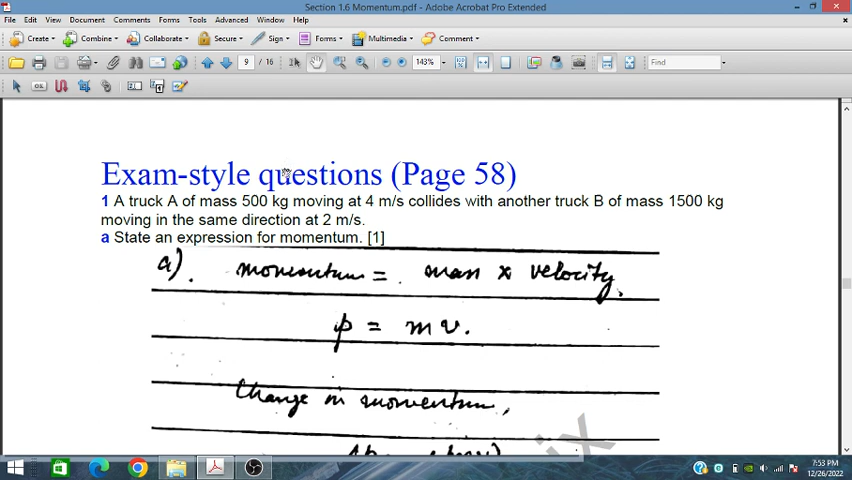 Section 1.6 Momentum.pdf - Adobe Acrobat Pro Extended
File Edit View Document Comments Forms Tools Advanced Window Help
Create Combine Collaborate Secure Sign Forms Multimedia Comment
9 / 16 143% Find
Exam-style questions (Page 58)
1 A truck A of mass 500 kg moving at 4 m/s collides with another truck B of mass 1500 kg
moving in the same direction at 2 m/s.
a State an expression for momentum. [1]
a). momentum = mass x velocity.
p = mv.
Change in momentum,
7:53 PM
12/26/2022